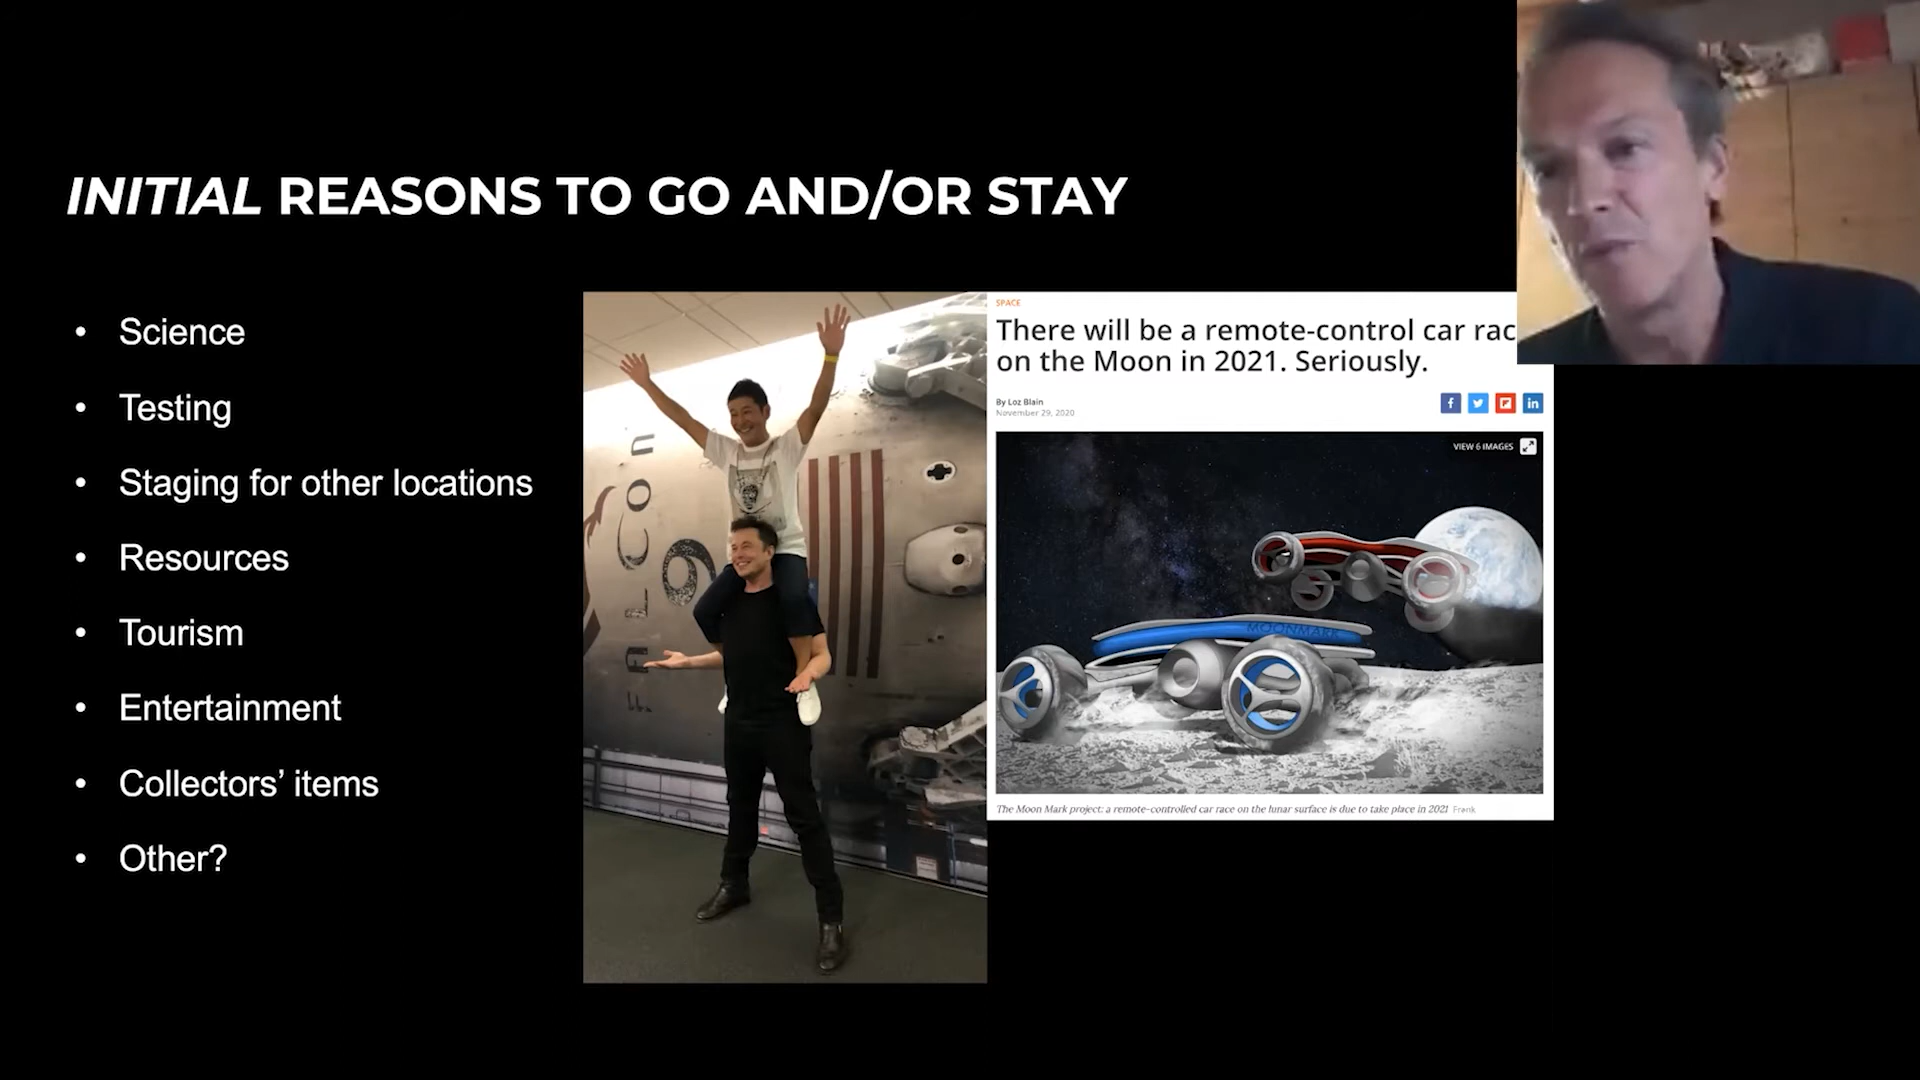 INITIAL REASONS TO GO AND/OR STAY
• Science
• Testing
• Staging for other locations
• Resources
• Tourism
• Entertainment
• Collectors’ items
• Other?
FALCON
9
SPACE
There will be a remote-control car rac
on the Moon in 2021. Seriously.
By Loz Blain
November 29, 2020
VIEW 6 IMAGES
MOONMARK
The Moon Mark project: a remote-controlled car race on the lunar surface is due to take place in 2021 Frank